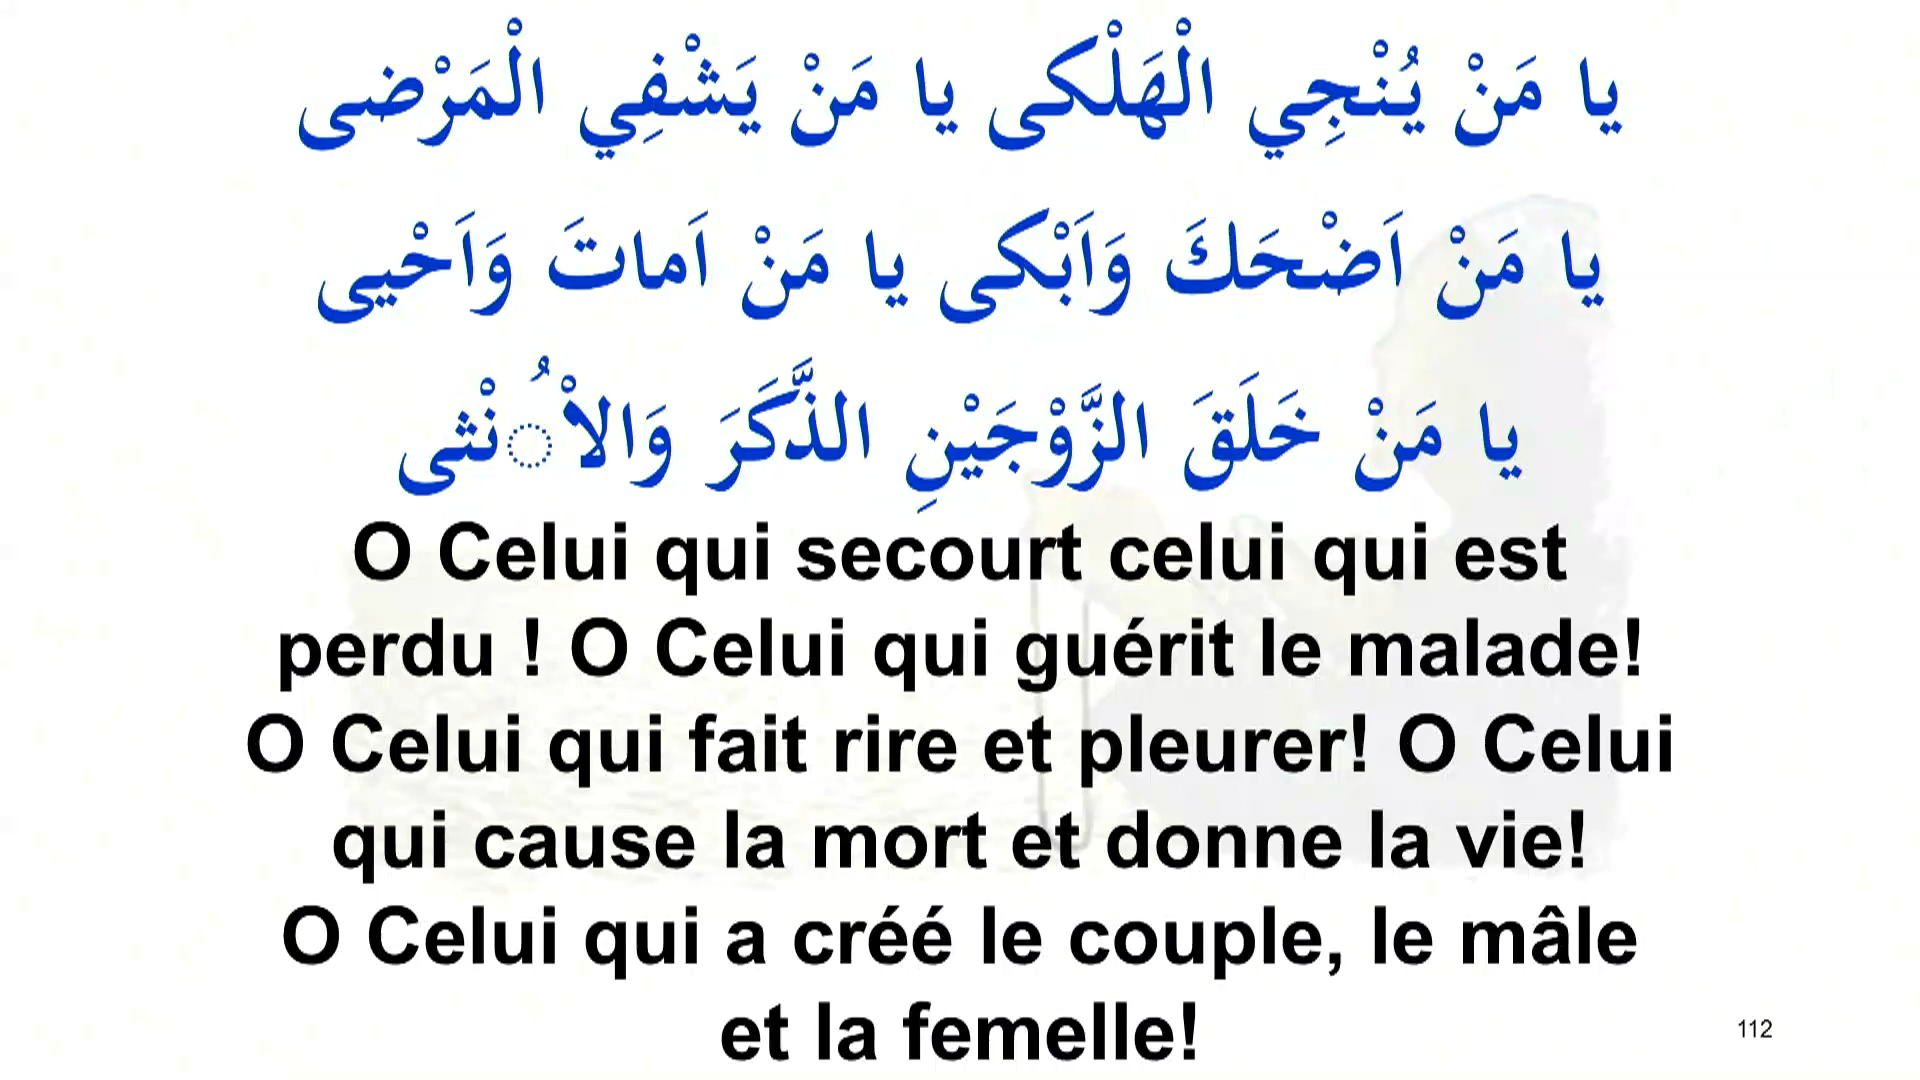 يا مَنْ يُنْجِي الْهَلْكى يا مَنْ يَشْفِي الْمَرْضى
يا مَنْ اَضْحَكَ وَاَبْكى يا مَنْ اَماتَ وَاَحْيى
يا مَنْ خَلَقَ الزَّوْجَيْنِ الذَّكَرَ وَالاْ ُنْثى
O Celui qui secourt celui qui est
perdu ! O Celui qui guérit le malade!
O Celui qui fait rire et pleurer! O Celui
qui cause la mort et donne la vie!
O Celui qui a créé le couple, le mâle
et la femelle!
112